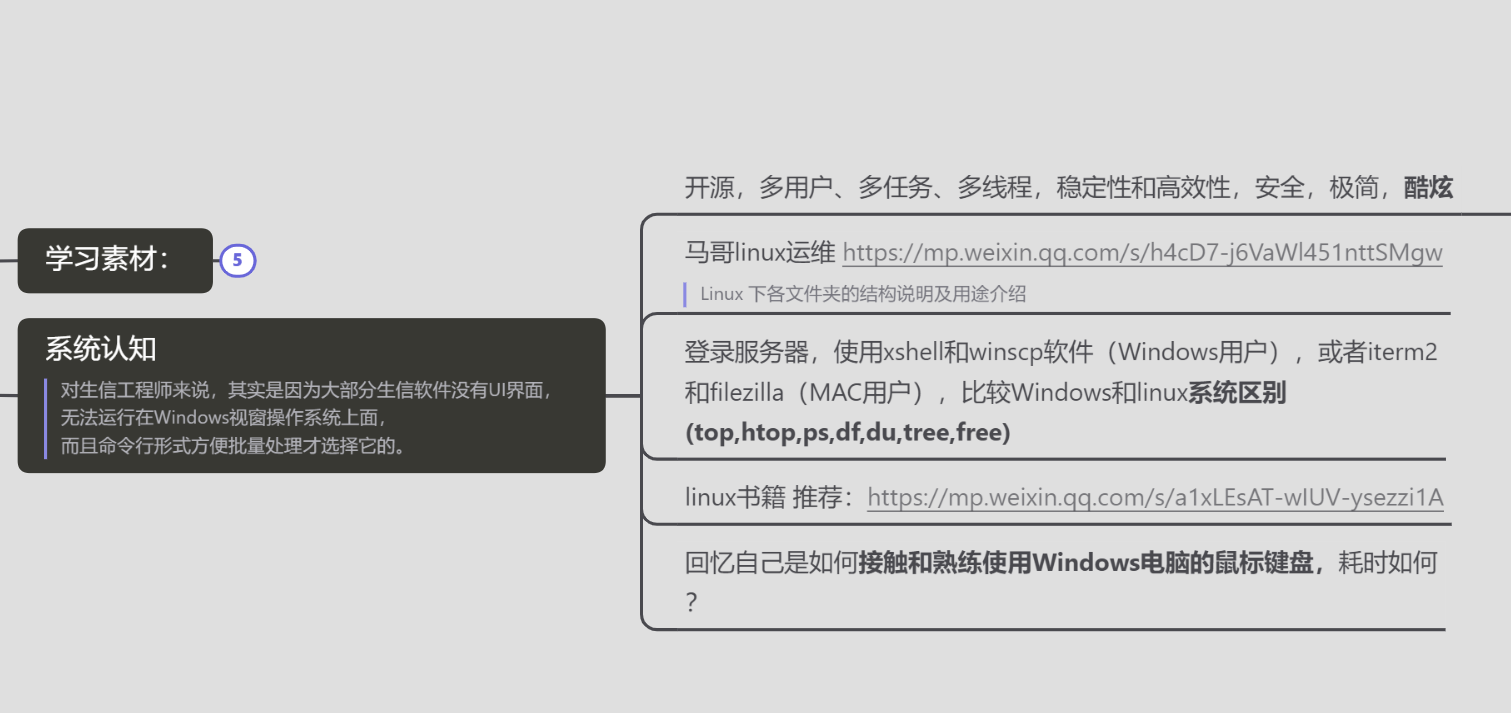 学习素材：
5
系统认知
对生信工程师来说，其实是因为大部分生信软件没有UI界面，
无法运行在Windows视窗操作系统上面，
而且命令行形式方便批量处理才选择它的。
开源，多用户、多任务、多线程，稳定性和高效性，安全，极简，酷炫
马哥linux运维 https://mp.weixin.qq.com/s/h4cD7-j6VaWl451nttSMgw
Linux 下各文件夹的结构说明及用途介绍
登录服务器，使用xshell和winscp软件（Windows用户），或者iterm2
和filezilla（MAC用户），比较Windows和linux系统区别
(top,htop,ps,df,du,tree,free)
linux书籍 推荐：https://mp.weixin.qq.com/s/a1xLEsAT-wIUV-ysezzi1A
回忆自己是如何接触和熟练使用Windows电脑的鼠标键盘，耗时如何
？